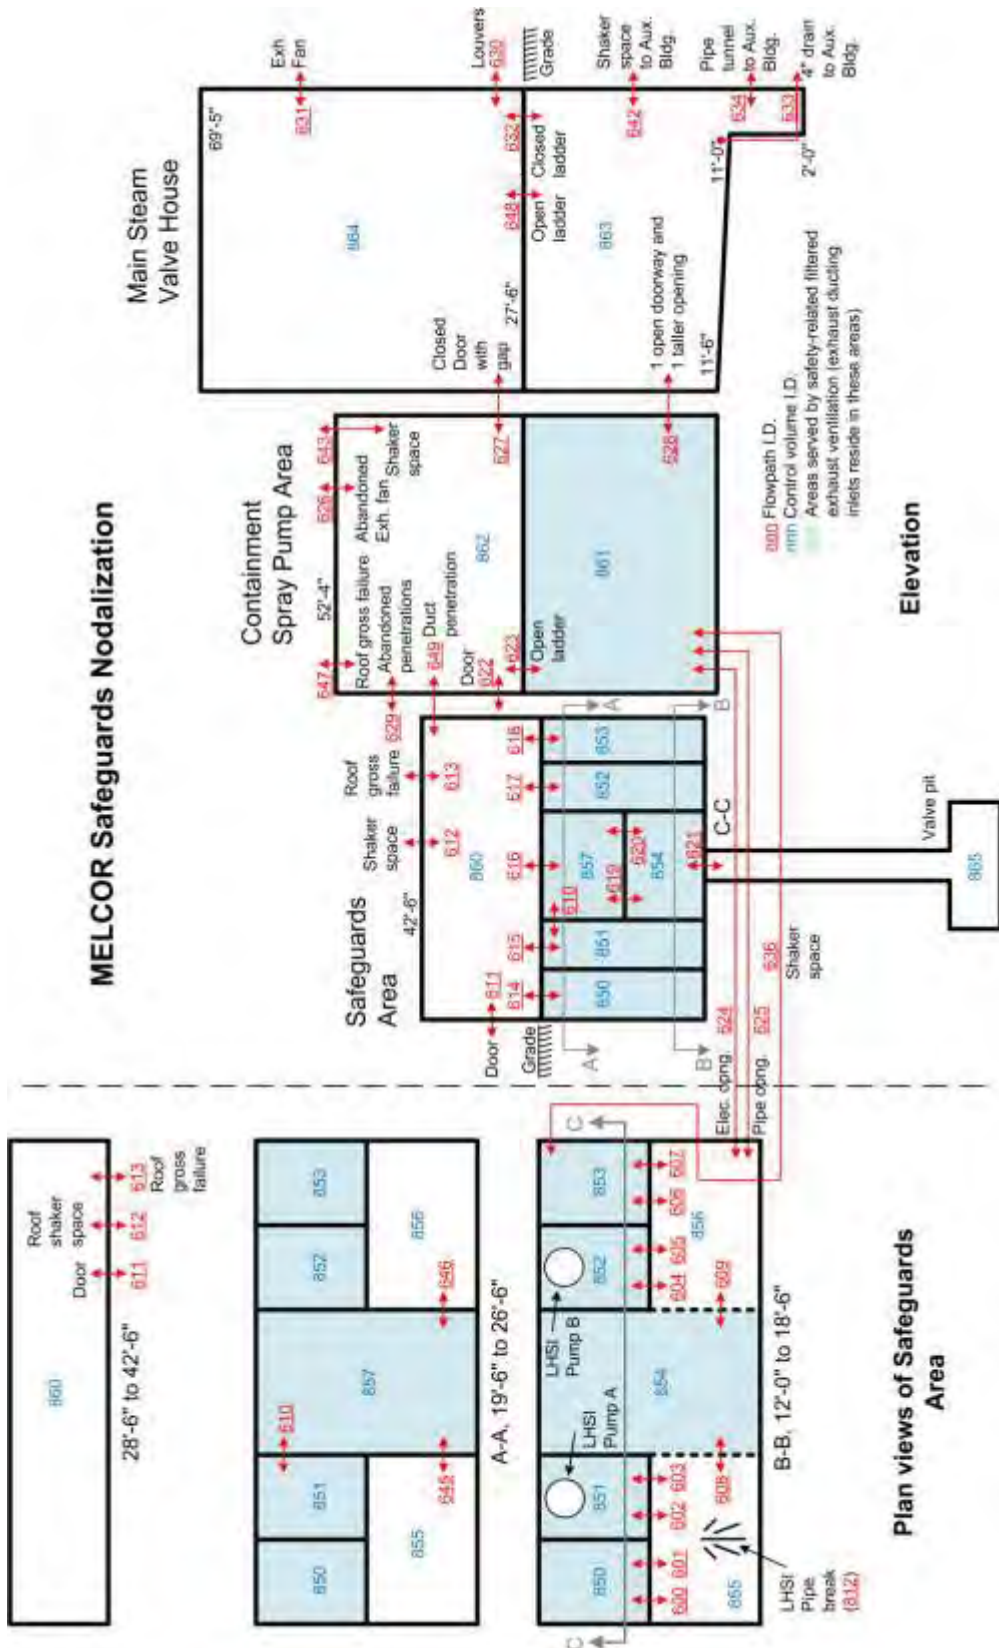 MELCOR Safeguards Nodalization
Main Steam
Valve House
69'-5"
Exh
Fan
631
864
Louvers
630
Grade
632
Closed
ladder
648
Open
ladder
27'-6"
Closed
Door with
gap
627
863
Shaker
space
to Aux.
Bldg.
642
Pipe
tunnel
to Aux.
Bldg.
634
4" drain
to Aux.
Bldg.
633
11'-0"
2'-0"
11'-6"
1 open doorway and
1 taller opening
628
Containment
Spray Pump Area
52'-4"
643
Shaker
space
626
Abandoned
Exh. fan
647
Roof gross failure
629
Abandoned
penetrations
649
Duct
penetration
862
Door
622
623
Open
ladder
861
Safeguards
Area
42'-6"
Roof
gross
failure
613
Shaker
space
612
860
Door
611
614
615
616
617
618
Grade
A
A
B
B
850
851
610
857
619
620
854
852
853
621
C-C
Valve pit
865
Elec. opng.
624
Pipe opng.
625
636
Shaker
space
nnn Flowpath I.D.
nnn Control volume I.D.
Areas served by safety-related filtered
exhaust ventilation (exhaust ducting
inlets reside in these areas)
Elevation
860
Door
611
Roof
shaker
space
612
613
Roof
gross
failure
28'-6" to 42'-6"
850
851
610
857
852
853
855
645
646
856
A-A, 19'-6" to 26'-6"
C
C
850
851
LHSI
Pump A
LHSI
Pump B
852
853
600
601
602
603
604
605
606
607
855
608
854
609
856
LHSI
Pipe
break
(812)
B-B, 12'-0" to 18'-6"
Plan views of Safeguards
Area